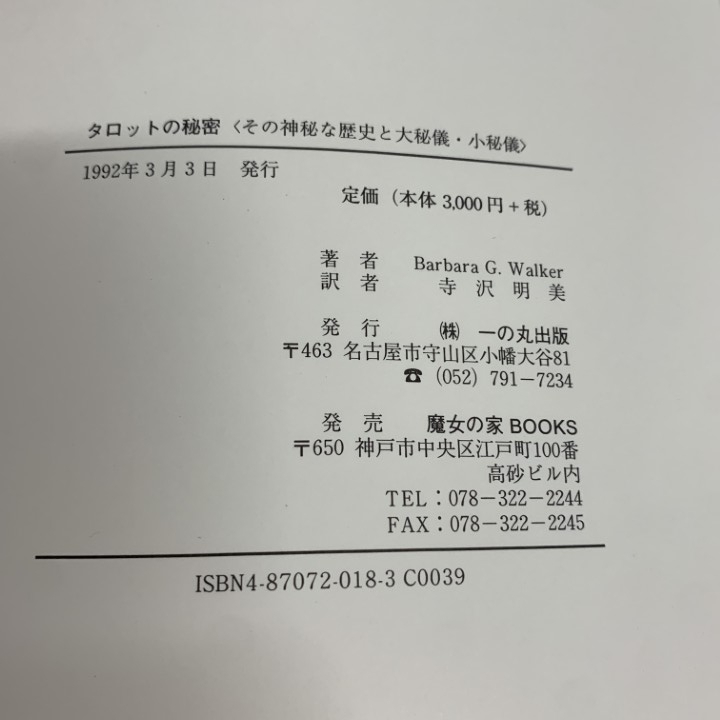 タロットの秘密〈その神秘な歴史と大秘儀・小秘儀〉
1992年3月3日 発行
定価（本体 3,000円＋税）
著 者 Barbara G. Walker
訳 者 寺 沢 明 美
発 行 ㈱ 一の丸出版
〒463 名古屋市守山区小幡大谷81
☎ (052) 791－7234
発 売 魔女の家 BOOKS
〒650 神戸市中央区江戸町100番
高砂ビル内
TEL：078－322－2244
FAX：078－322－2245
ISBN4-87072-018-3 C0039